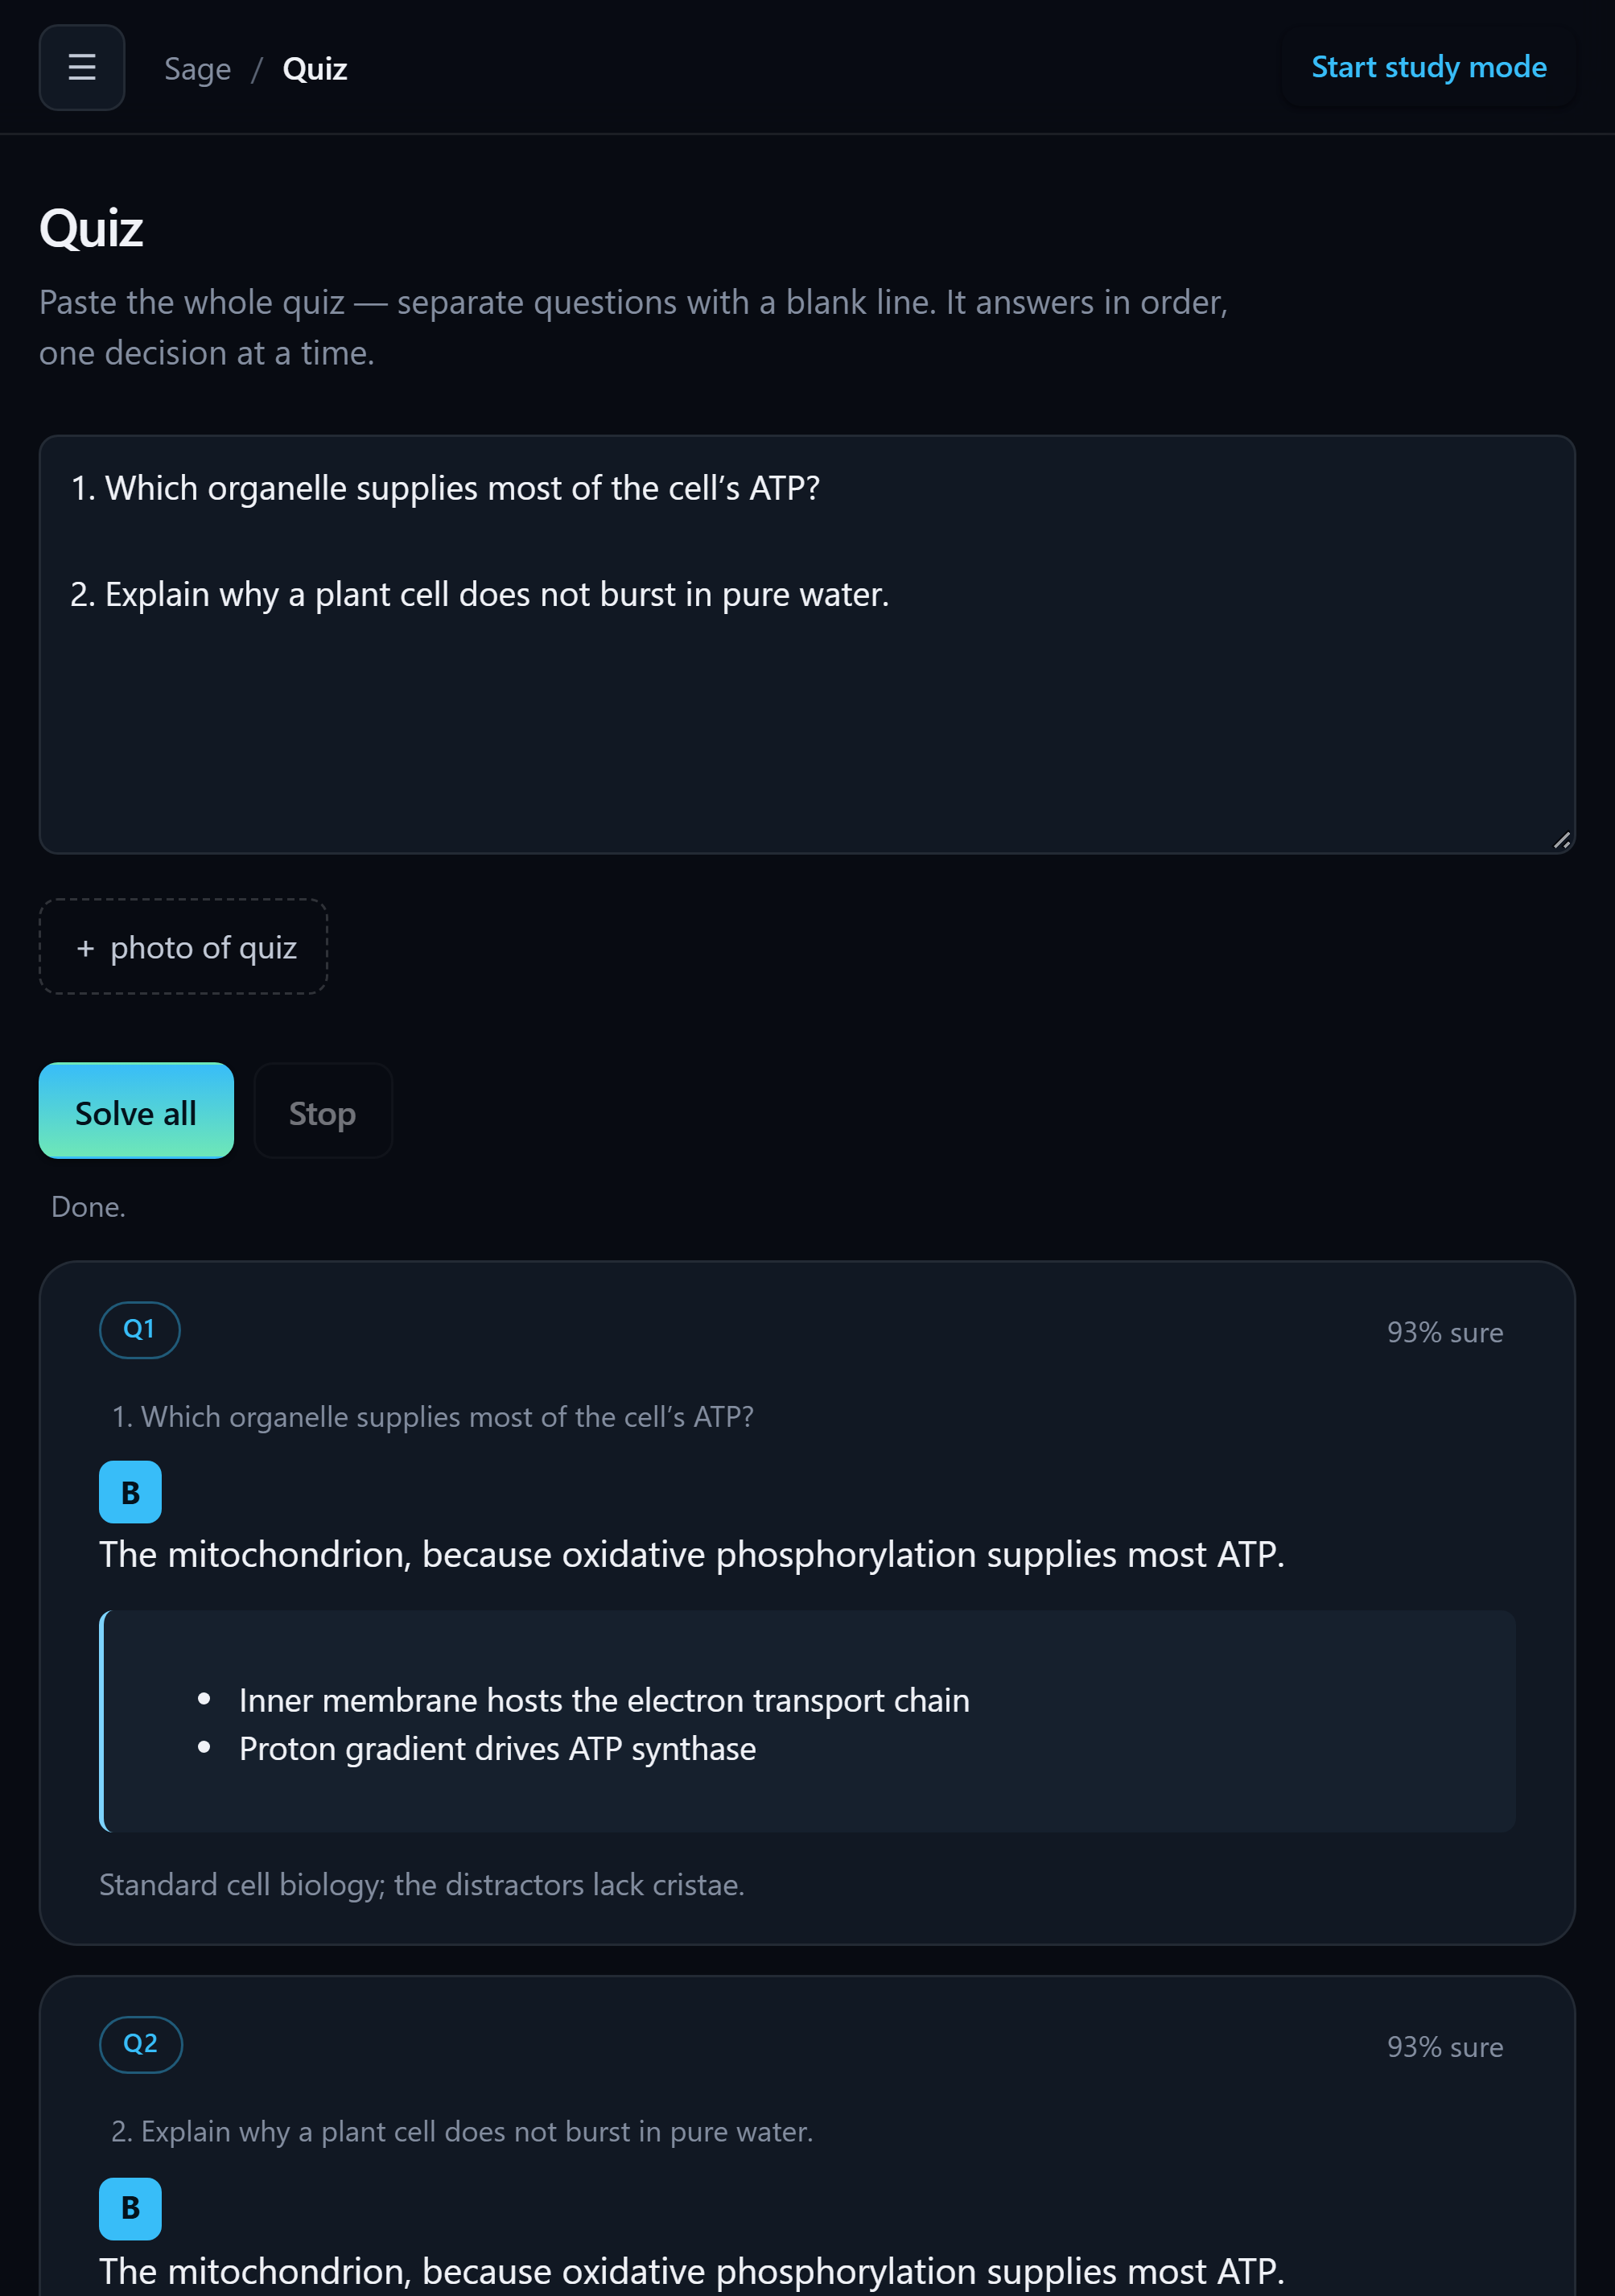 ☰ Sage / Quiz Start study mode
Quiz
Paste the whole quiz — separate questions with a blank line. It answers in order,
one decision at a time.
1. Which organelle supplies most of the cell’s ATP?
2. Explain why a plant cell does not burst in pure water.
+ photo of quiz
Solve all Stop
Done.
Q1 93% sure
1. Which organelle supplies most of the cell’s ATP?
B
The mitochondrion, because oxidative phosphorylation supplies most ATP.
• Inner membrane hosts the electron transport chain
• Proton gradient drives ATP synthase
Standard cell biology; the distractors lack cristae.
Q2 93% sure
2. Explain why a plant cell does not burst in pure water.
B
The mitochondrion, because oxidative phosphorylation supplies most ATP.